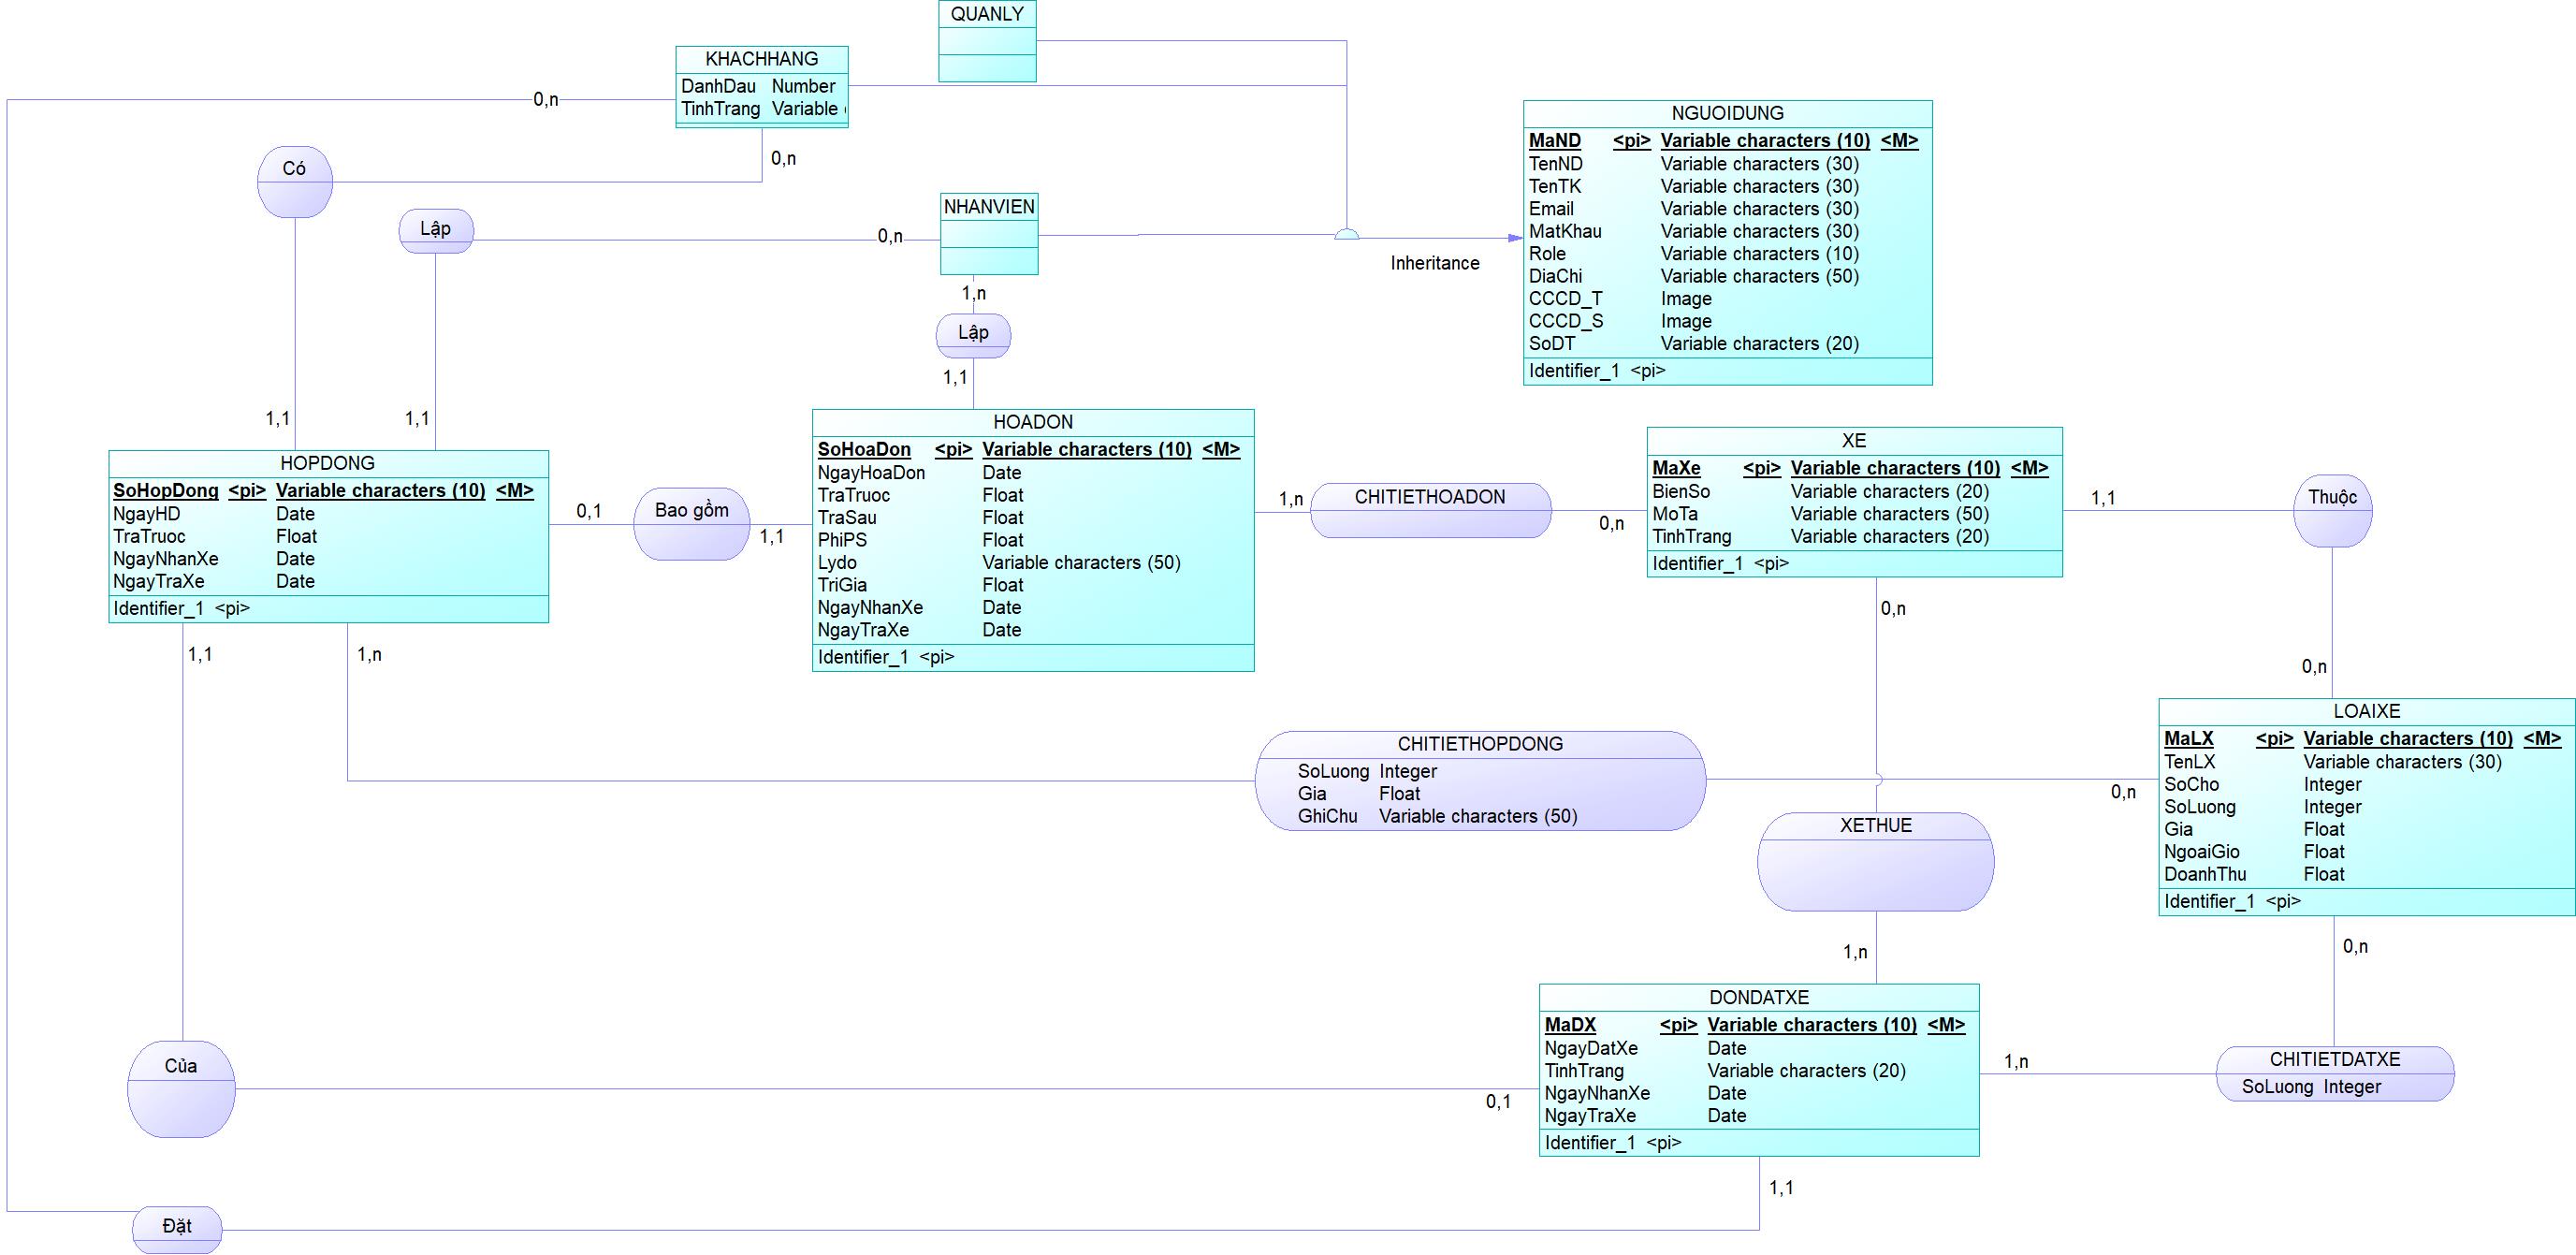 QUANLY
KHACHHANG
DanhDau Number
TinhTrang Variable
0,n
0,n
Có
Lập
0,n
NHANVIEN
1,n
Lập
1,1
Inheritance
NGUOIDUNG
MaND <pi> Variable characters (10) <M>
TenND Variable characters (30)
TenTK Variable characters (30)
Email Variable characters (30)
MatKhau Variable characters (30)
Role Variable characters (10)
DiaChi Variable characters (50)
CCCD_T Image
CCCD_S Image
SoDT Variable characters (20)
Identifier_1 <pi>
1,1
1,1
HOPDONG
SoHopDong <pi> Variable characters (10) <M>
NgayHD Date
TraTruoc Float
NgayNhanXe Date
NgayTraXe Date
Identifier_1 <pi>
0,1
Bao gồm
1,1
HOADON
SoHoaDon <pi> Variable characters (10) <M>
NgayHoaDon Date
TraTruoc Float
TraSau Float
PhiPS Float
Lydo Variable characters (50)
TriGia Float
NgayNhanXe Date
NgayTraXe Date
Identifier_1 <pi>
1,n
CHITIETHOADON
0,n
XE
MaXe <pi> Variable characters (10) <M>
BienSo Variable characters (20)
MoTa Variable characters (50)
TinhTrang Variable characters (20)
Identifier_1 <pi>
1,1
Thuộc
0,n
0,n
1,1
1,n
CHITIETHOPDONG
SoLuong Integer
Gia Float
GhiChu Variable characters (50)
0,n
LOAIXE
MaLX <pi> Variable characters (10) <M>
TenLX Variable characters (30)
SoCho Integer
SoLuong Integer
Gia Float
NgoaiGio Float
DoanhThu Float
Identifier_1 <pi>
XETHUE
1,n
0,n
DONDATXE
MaDX <pi> Variable characters (10) <M>
NgayDatXe Date
TinhTrang Variable characters (20)
NgayNhanXe Date
NgayTraXe Date
Identifier_1 <pi>
1,n
CHITIETDATXE
SoLuong Integer
Của
0,1
1,1
Đặt